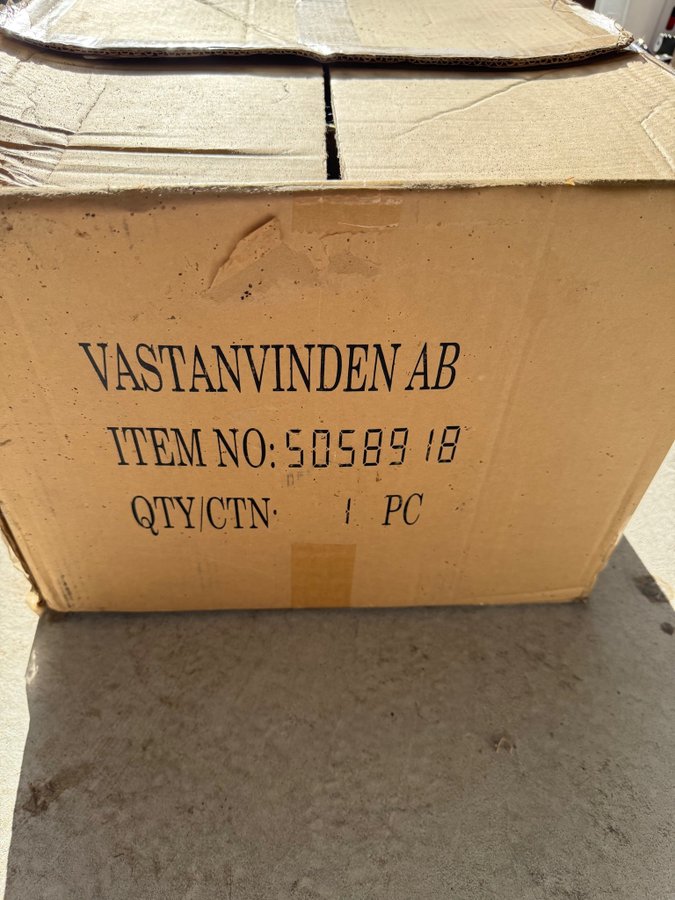 VASTANVINDEN AB
ITEM NO: 5058918
QTY/CTN: 1 PC